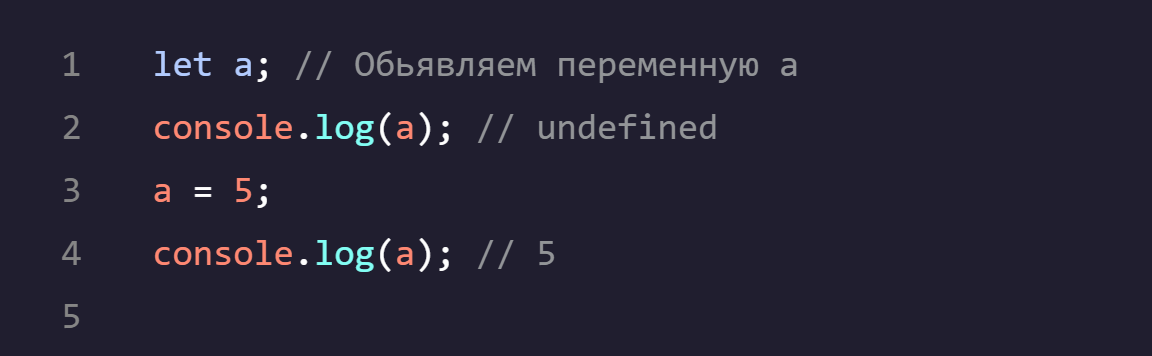 1 let a; // Обьявляем переменную a
2 console.log(a); // undefined
3 a = 5;
4 console.log(a); // 5
5